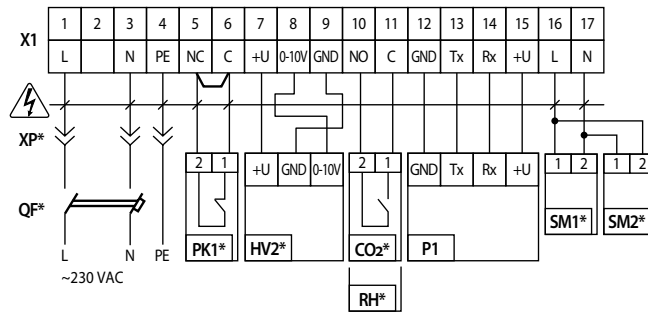 X1
1 2 3 4 5 6 7 8 9 10 11 12 13 14 15 16 17
L N PE NC C +U 0-10V GND NO C GND Tx Rx +U L N
XP*
2 1 +U GND 0-10V 2 1 GND Tx Rx +U 1 2 1 2
QF*
PK1* HV2* CO2* P1 SM1* SM2*
L N PE
~230 VAC
RH*